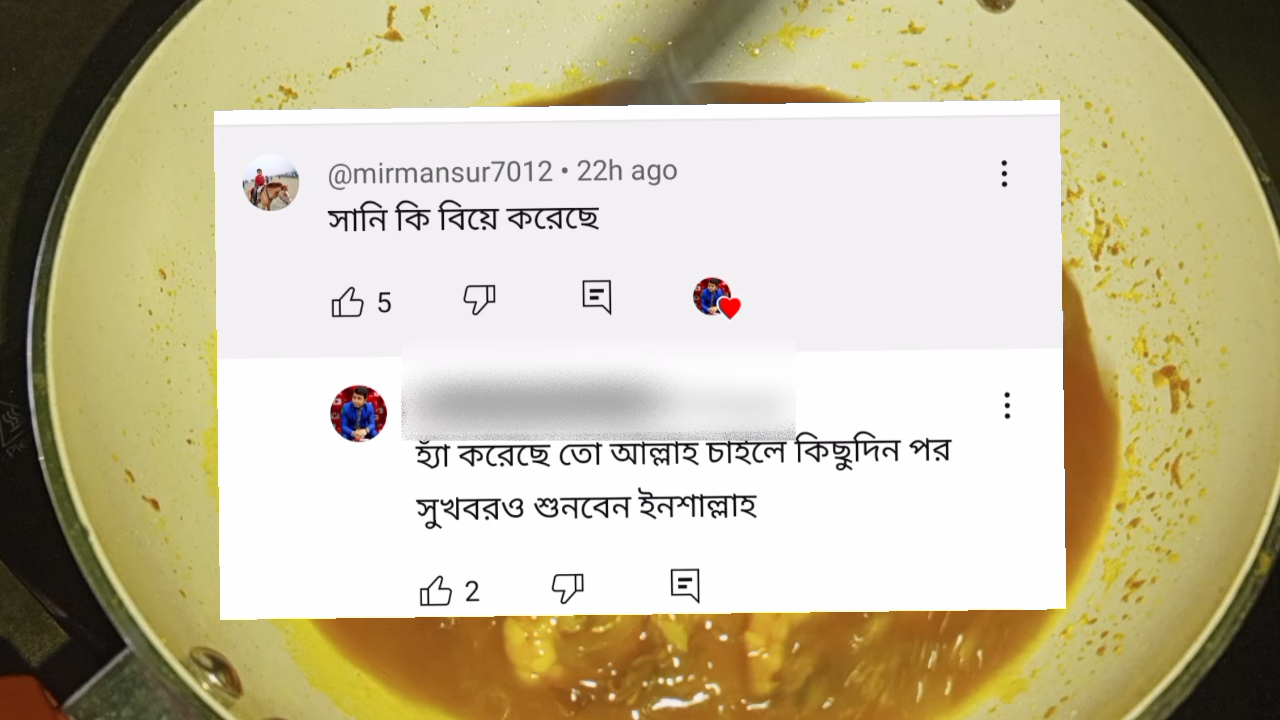 @mirmansur7012 • 22h ago
সানি কি বিয়ে করেছে
5
হ্যাঁ করেছে তো আল্লাহ চাইলে কিছুদিন পর
সুখবরও শুনবেন ইনশাল্লাহ
2